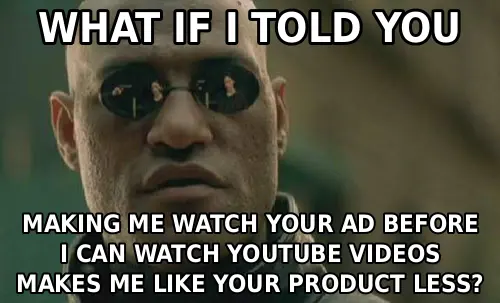 WHAT IF I TOLD YOU
MAKING ME WATCH YOUR AD BEFORE
I CAN WATCH YOUTUBE VIDEOS
MAKES ME LIKE YOUR PRODUCT LESS?